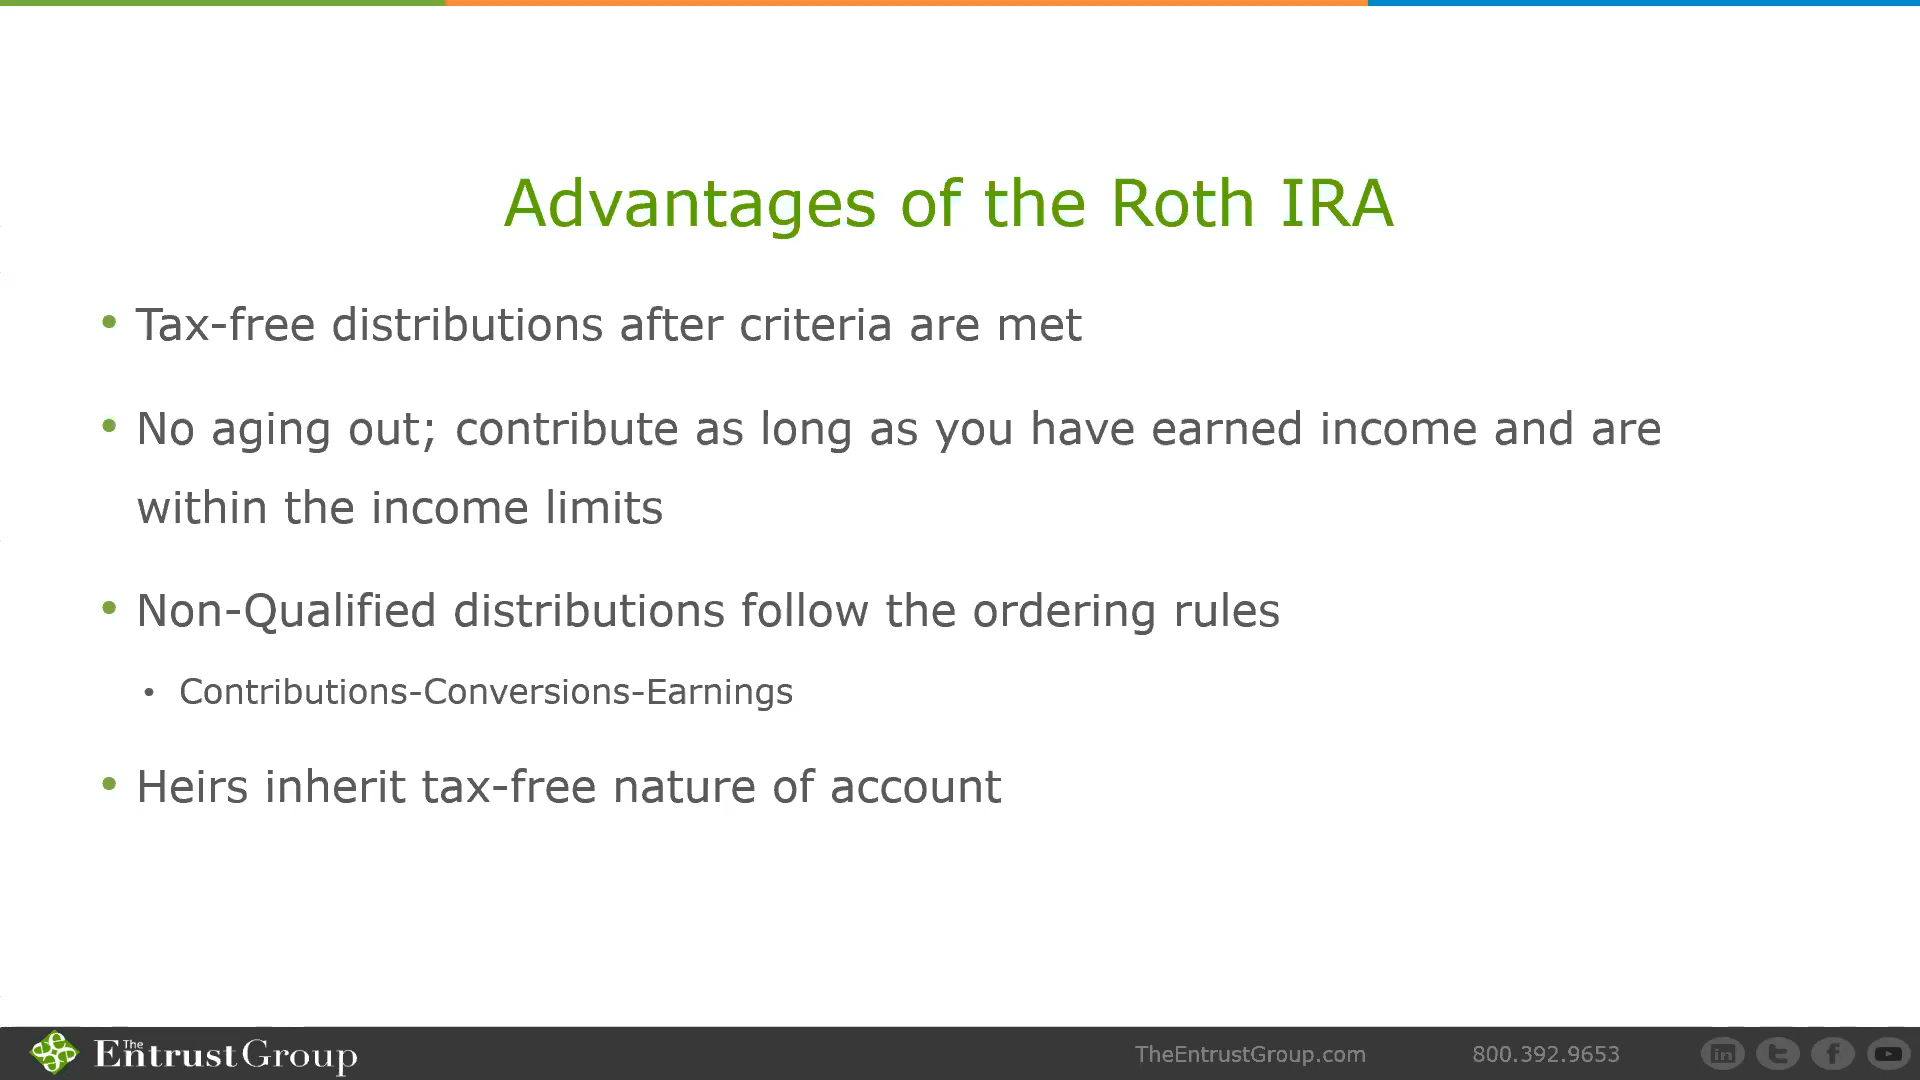 Advantages of the Roth IRA
• Tax-free distributions after criteria are met
• No aging out; contribute as long as you have earned income and are
within the income limits
• Non-Qualified distributions follow the ordering rules
• Contributions-Conversions-Earnings
• Heirs inherit tax-free nature of account
The Entrust Group
TheEntrustGroup.com
800.392.9653